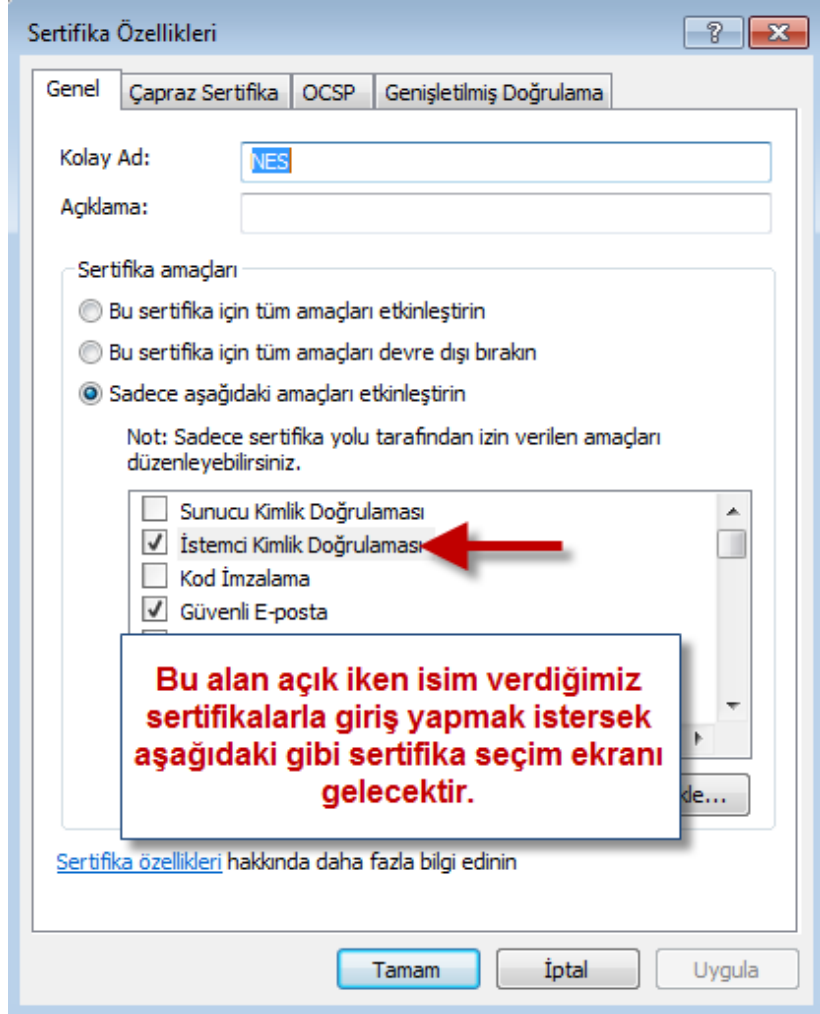 Sertifika Özellikleri
Genel
Çapraz Sertifika
OCSP
Genişletilmiş Doğrulama
Kolay Ad:
NES
Açıklama:
Sertifika amaçları
Bu sertifika için tüm amaçları etkinleştirin
Bu sertifika için tüm amaçları devre dışı bırakın
Sadece aşağıdaki amaçları etkinleştirin
Not: Sadece sertifika yolu tarafından izin verilen amaçları
düzenleyebilirsiniz.
Sunucu Kimlik Doğrulaması
İstemci Kimlik Doğrulaması
Kod İmzalama
Güvenli E-posta
Bu alan açık iken isim verdiğimiz
sertifikalarla giriş yapmak istersek
aşağıdaki gibi sertifika seçim ekranı
gelecektir.
Sertifika özellikleri hakkında daha fazla bilgi edinin
Tamam
İptal
Uygula